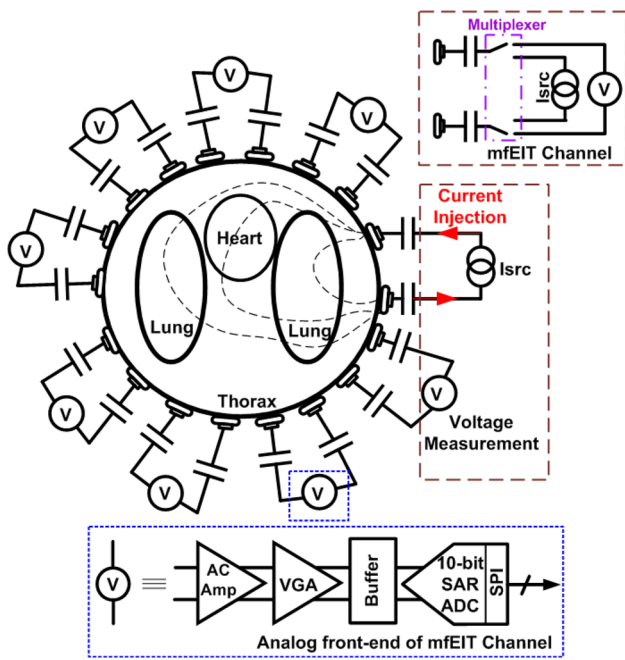 V
V
V
V
V
V
V
V
V
Multiplexer
Isrc
V
mfEIT Channel
Current
Injection
Isrc
Heart
Lung
Lung
Thorax
Voltage
Measurement
V
AC
Amp
VGA
Buffer
10-bit
SAR
ADC
SPI
Analog front-end of mfEIT Channel